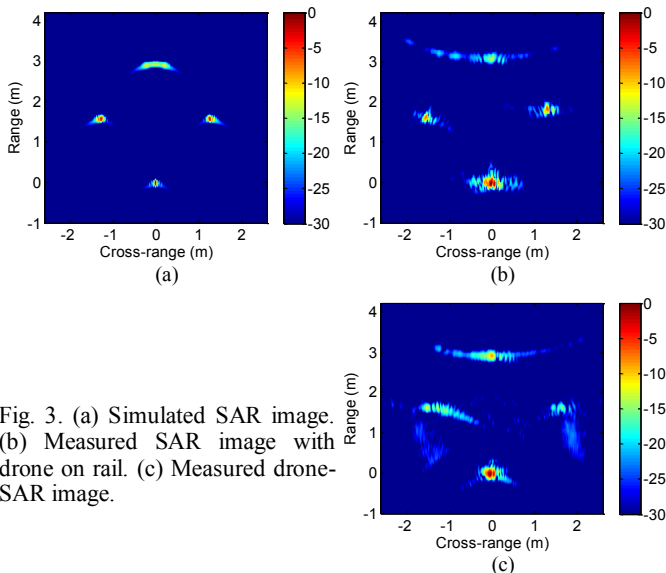 4
3
2
1
0
-1
Range (m)
-2 -1 0 1 2
Cross-range (m)
0
-5
-10
-15
-20
-25
-30
(a)
4
3
2
1
0
-1
Range (m)
-2 -1 0 1 2
Cross-range (m)
0
-5
-10
-15
-20
-25
-30
(b)
Fig. 3. (a) Simulated SAR image.
(b) Measured SAR image with
drone on rail. (c) Measured drone-
SAR image.
4
3
2
1
0
-1
Range (m)
-2 -1 0 1 2
Cross-range (m)
0
-5
-10
-15
-20
-25
-30
(c)